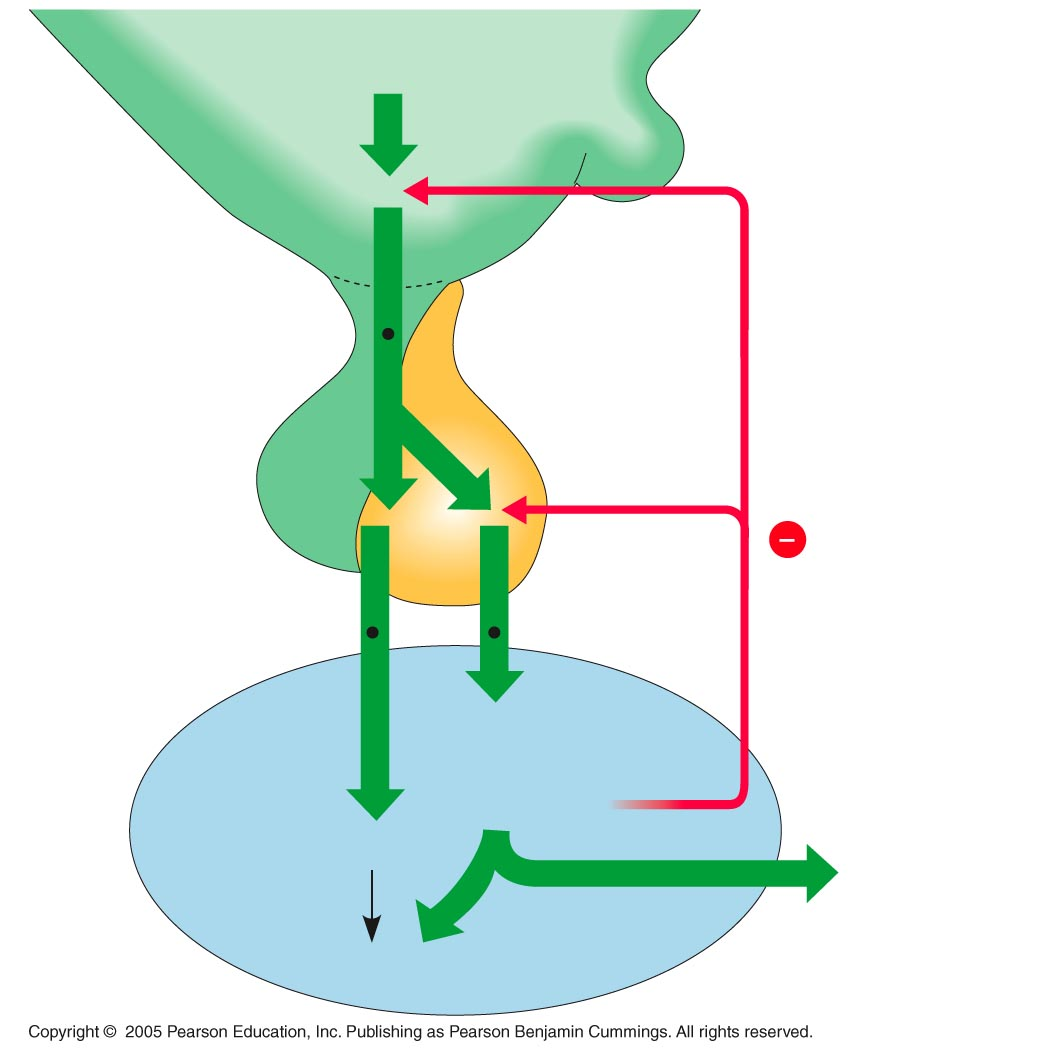 –
Copyright © 2005 Pearson Education, Inc. Publishing as Pearson Benjamin Cummings. All rights reserved.